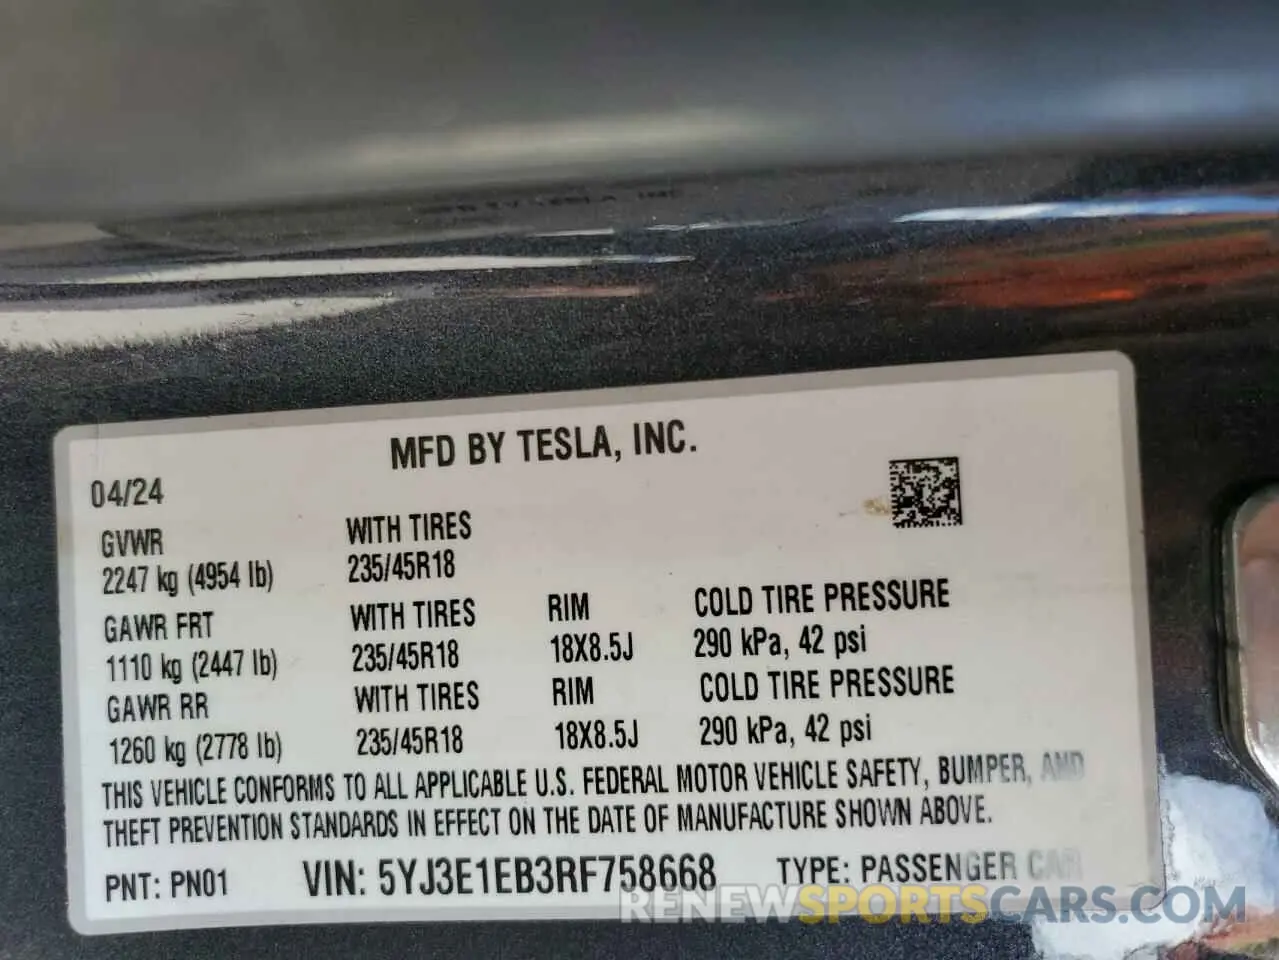 MFD BY TESLA, INC.
04/24
GVWR
2247 kg (4954 lb)
WITH TIRES
235/45R18
GAWR FRT
1110 kg (2447 lb)
WITH TIRES
235/45R18
RIM
18X8.5J
COLD TIRE PRESSURE
290 kPa, 42 psi
GAWR RR
1260 kg (2778 lb)
WITH TIRES
235/45R18
RIM
18X8.5J
COLD TIRE PRESSURE
290 kPa, 42 psi
THIS VEHICLE CONFORMS TO ALL APPLICABLE U.S. FEDERAL MOTOR VEHICLE SAFETY, BUMPER, AND
THEFT PREVENTION STANDARDS IN EFFECT ON THE DATE OF MANUFACTURE SHOWN ABOVE.
PNT: PN01 VIN: 5YJ3E1EB3RF758668 TYPE: PASSENGER CAR
RENEWSPORTSCARS.COM